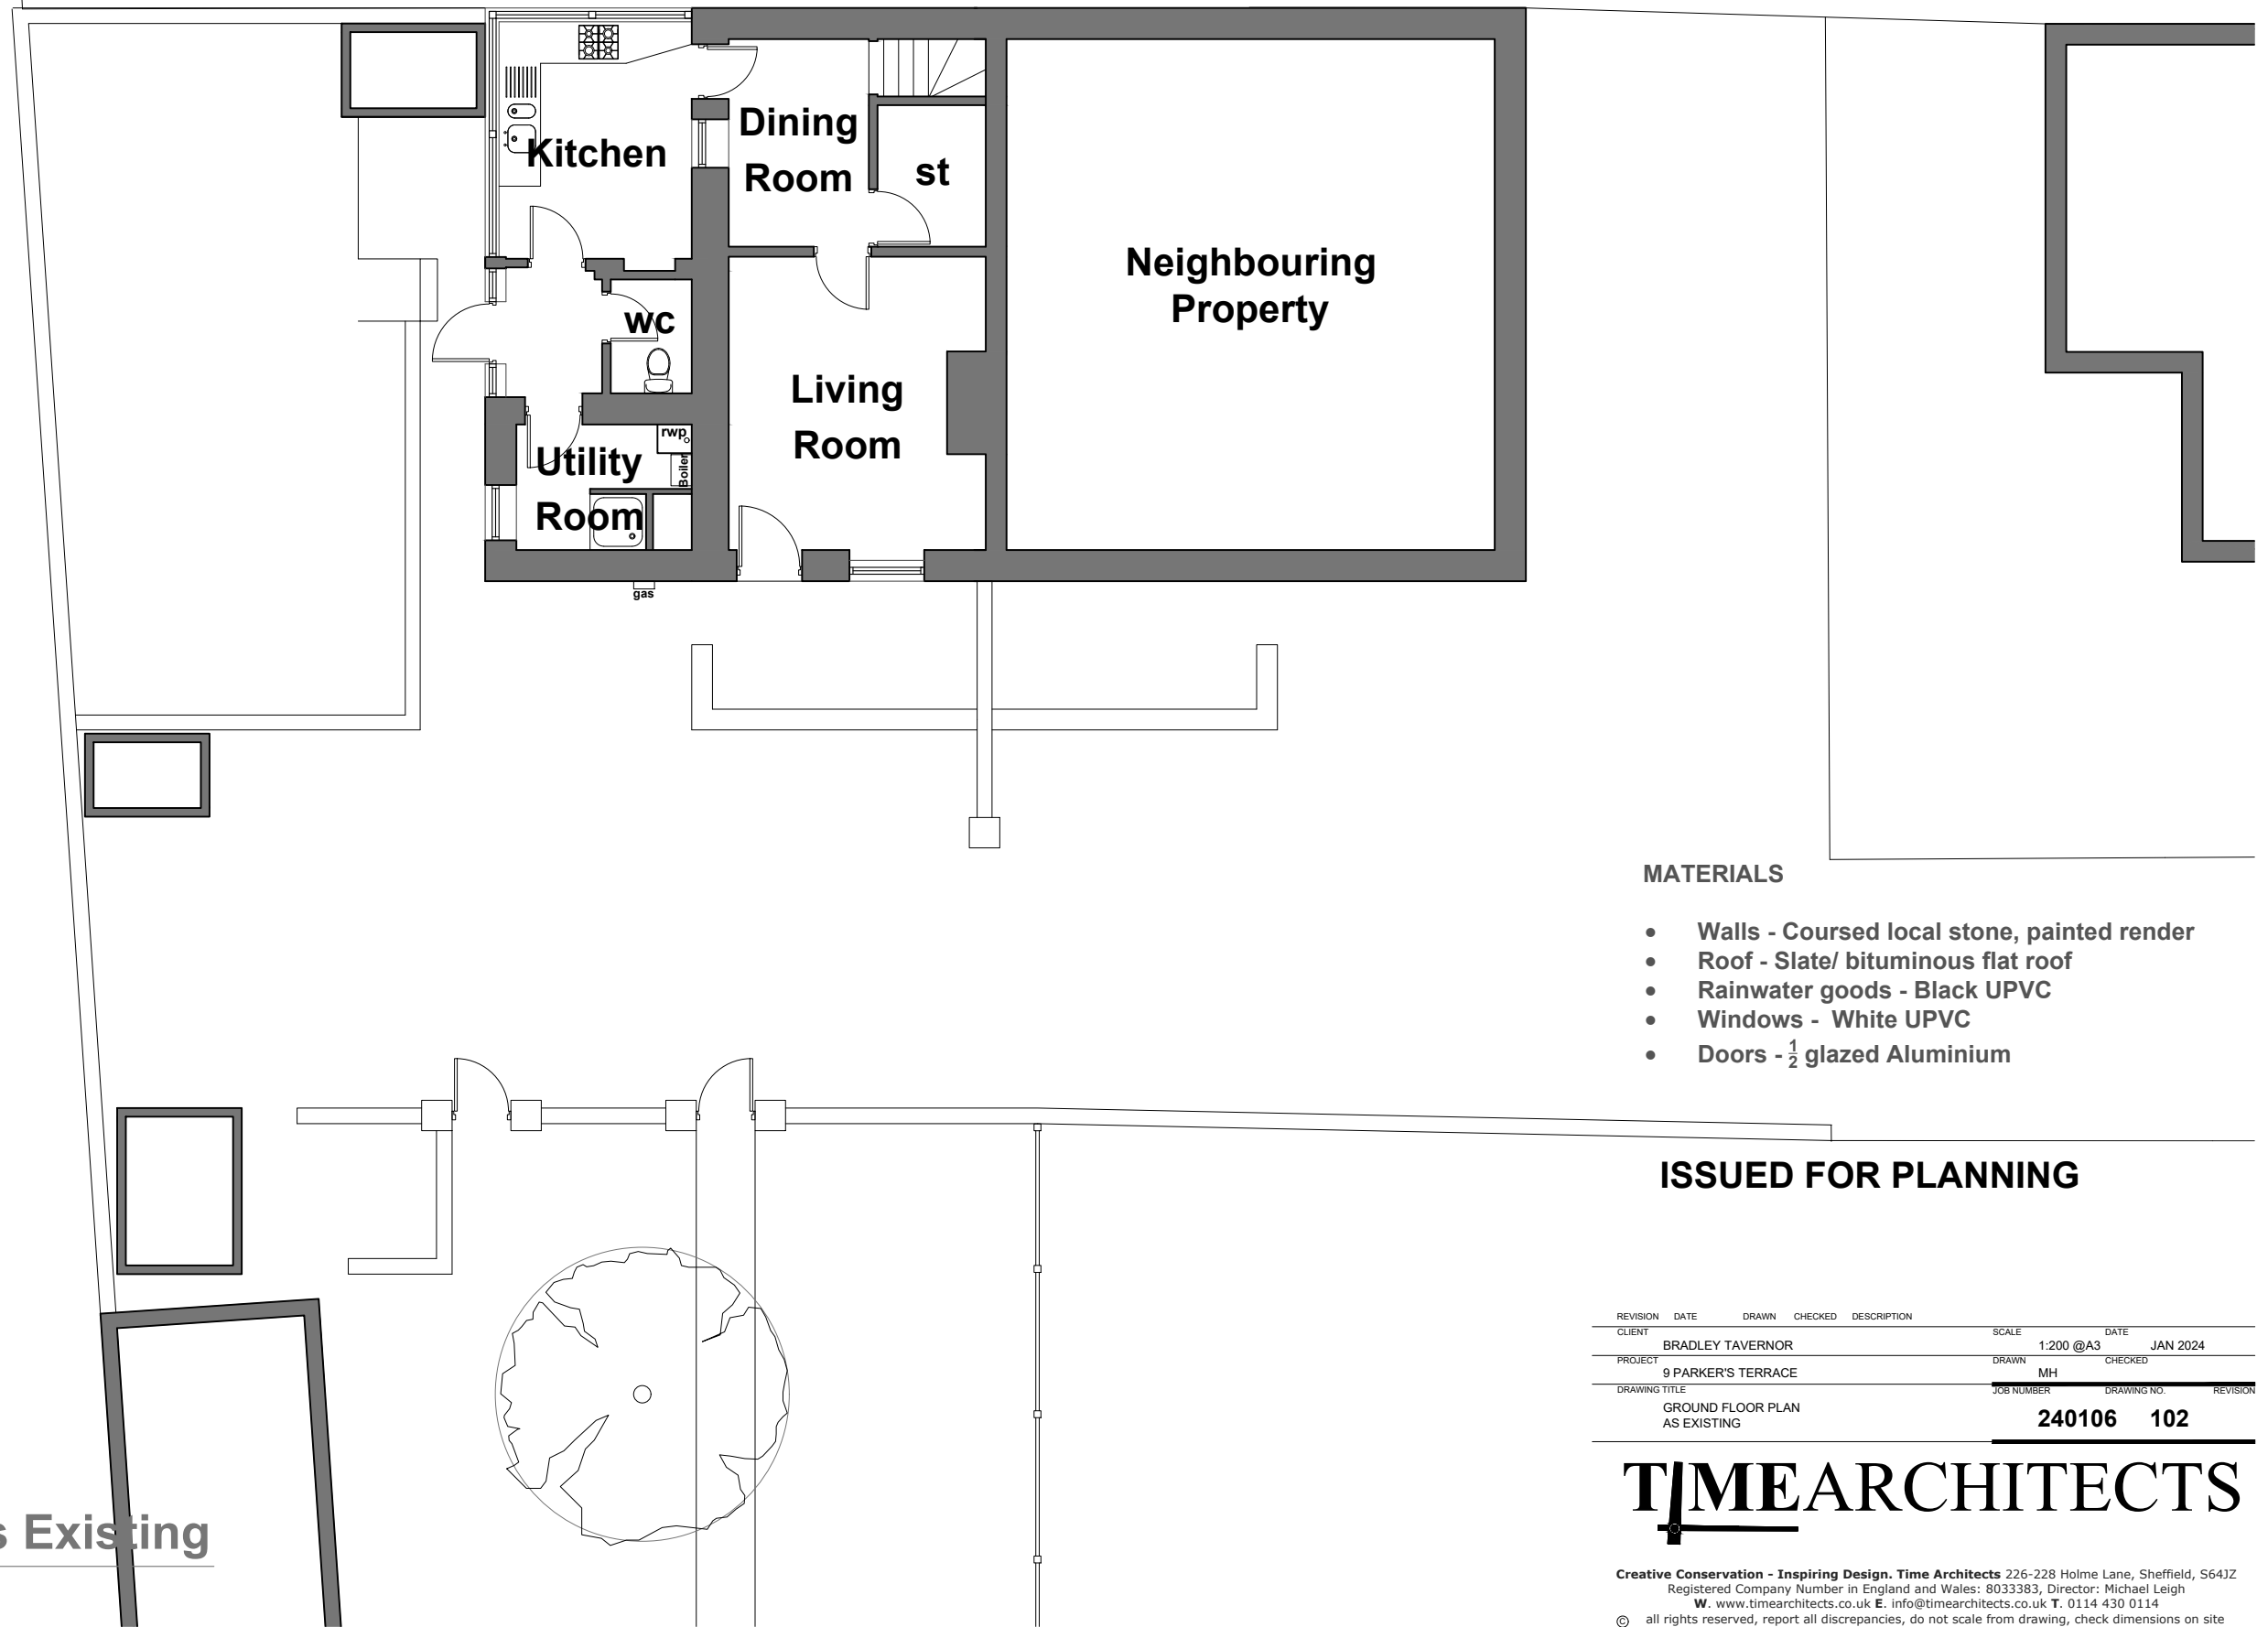 Kitchen
Dining
Room
st
wc
Living
Room
rwp
Boiler
Utility
Room
gas
Neighbouring
Property
MATERIALS
• Walls - Coursed local stone, painted render
• Roof - Slate/ bituminous flat roof
• Rainwater goods - Black UPVC
• Windows - White UPVC
• Doors - ½ glazed Aluminium
ISSUED FOR PLANNING
REVISION DATE DRAWN CHECKED DESCRIPTION
CLIENT SCALE DATE
BRADLEY TAVERNOR 1:200 @A3 JAN 2024
PROJECT DRAWN CHECKED
9 PARKER'S TERRACE MH
DRAWING TITLE JOB NUMBER DRAWING NO. REVISION
GROUND FLOOR PLAN
AS EXISTING
240106 102
TIMEARCHITECTS
s Existing
Creative Conservation - Inspiring Design. Time Architects 226-228 Holme Lane, Sheffield, S64JZ
Registered Company Number in England and Wales: 8033383, Director: Michael Leigh
W. www.timearchitects.co.uk E. info@timearchitects.co.uk T. 0114 430 0114
© all rights reserved, report all discrepancies, do not scale from drawing, check dimensions on site